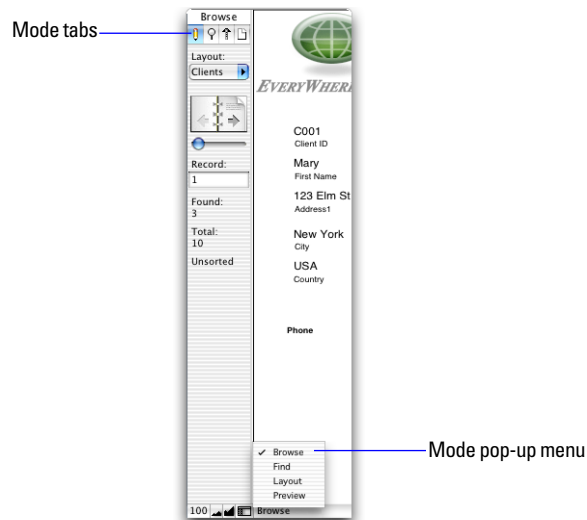 Browse
Mode tabs
Layout:
Clients
EVERYWHERE
C001
Client ID
Record:
Mary
1
First Name
Found:
3
123 Elm St
Address1
Total:
10
New York
City
Unsorted
USA
Country
Phone
✓ Browse
Mode pop-up menu
Find
Layout
Preview
100
Browse